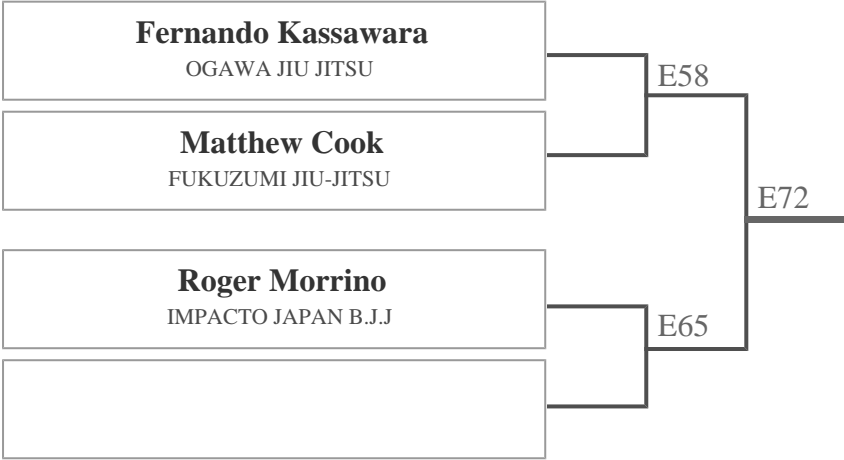 Fernando Kassawara
OGAWA JIU JITSU
E58
Matthew Cook
FUKUZUMI JIU-JITSU
E72
Roger Morrino
IMPACTO JAPAN B.J.J
E65